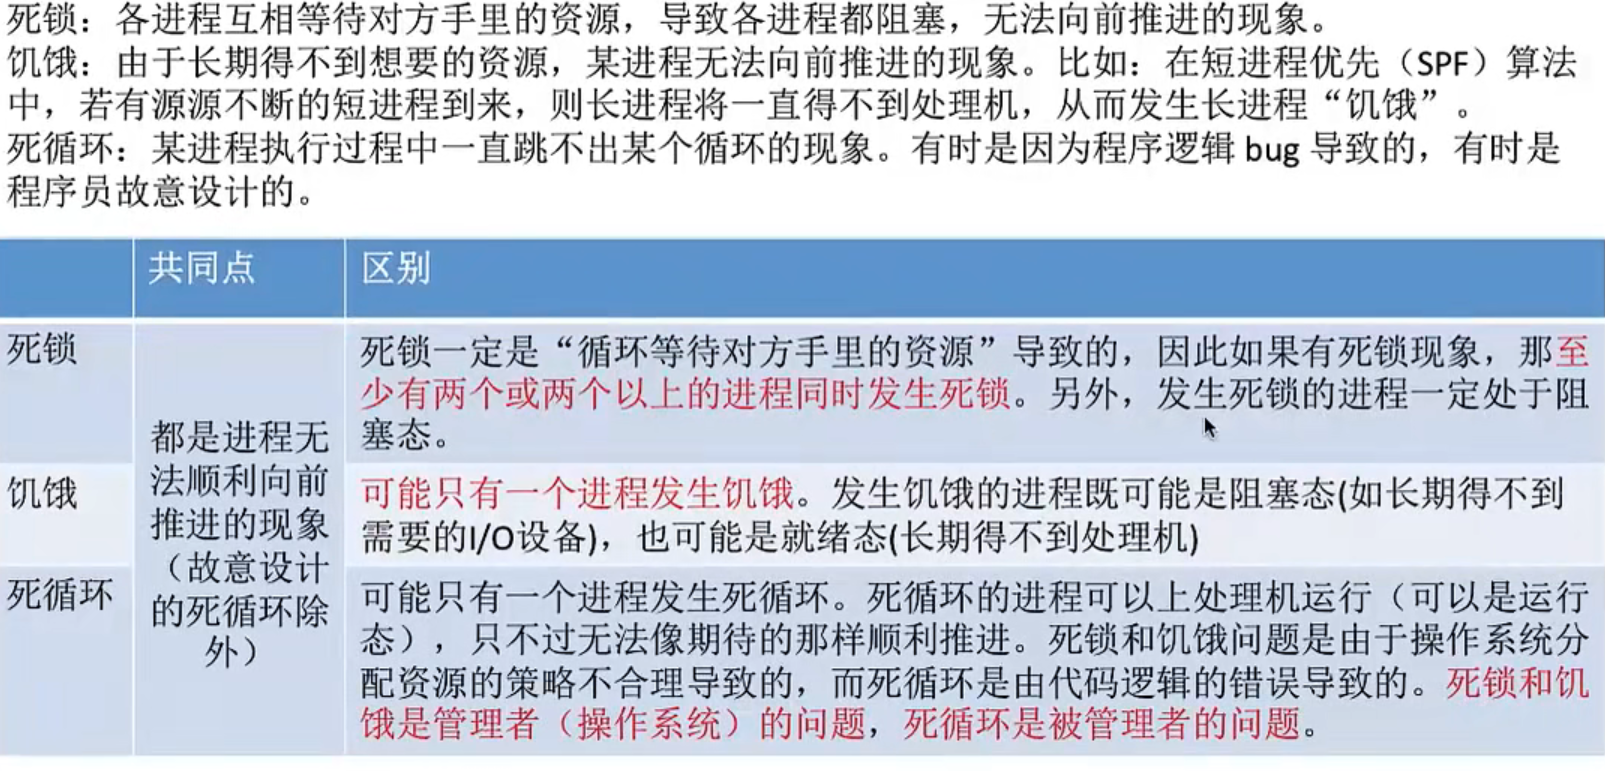 死锁：各进程互相等待对方手里的资源，导致各进程都阻塞，无法向前推进的现象。
饥饿：由于长期得不到想要的资源，某进程无法向前推进的现象。比如：在短进程优先（SPF）算法
中，若有源源不断的短进程到来，则长进程将一直得不到处理机，从而发生长进程“饥饿”。
死循环：某进程执行过程中一直跳不出某个循环的现象。有时是因为程序逻辑 bug 导致的，有时是
程序员故意设计的。
共同点
区别
死锁
都是进程无
法顺利向前
推进的现象
（故意设计
的死循环除
外）
死锁一定是“循环等待对方手里的资源”导致的，因此如果有死锁现象，那至
少有两个或两个以上的进程同时发生死锁。另外，发生死锁的进程一定处于阻
塞态。
饥饿
可能只有一个进程发生饥饿。发生饥饿的进程既可能是阻塞态(如长期得不到
需要的I/O设备)，也可能是就绪态(长期得不到处理机)
死循环
可能只有一个进程发生死循环。死循环的进程可以上处理机运行（可以是运行
态），只不过无法像期待的那样顺利推进。死锁和饥饿问题是由于操作系统分
配资源的策略不合理导致的，而死循环是由代码逻辑的错误导致的。死锁和饥
饿是管理者（操作系统）的问题，死循环是被管理者的问题。